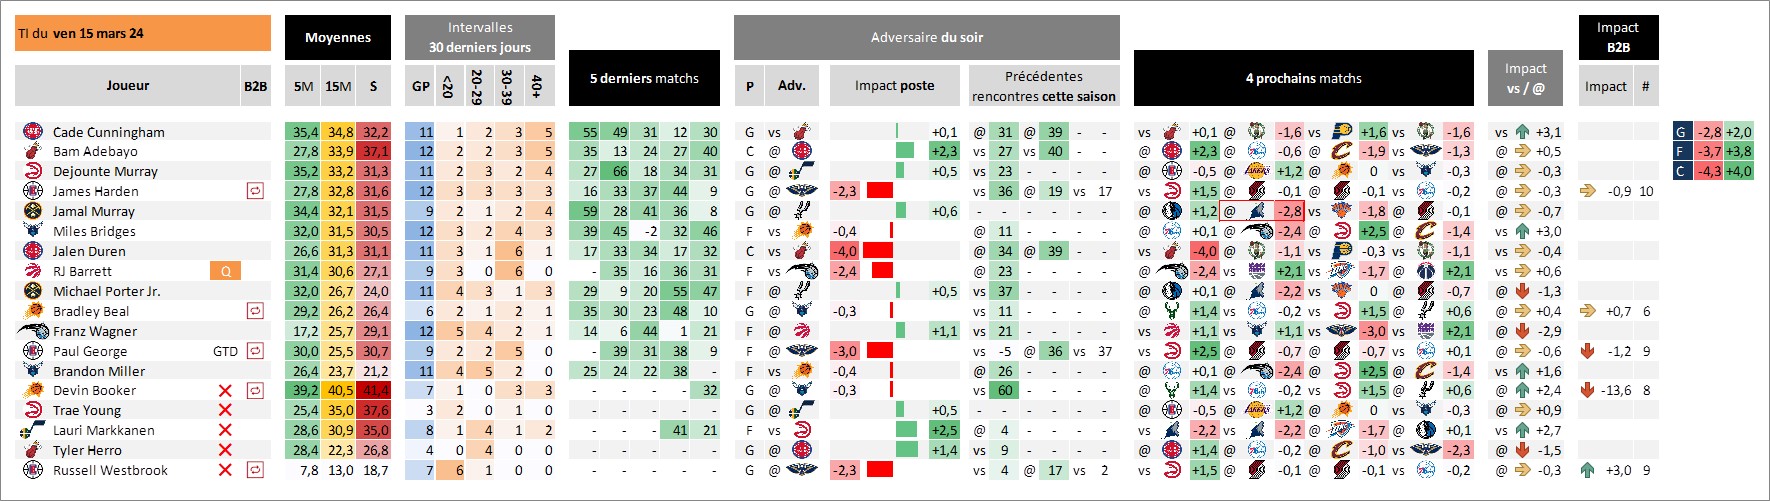 TI du ven 15 mars 24
Moyennes
Intervalles
30 derniers jours
5 derniers matchs
Adversaire du soir
4 prochains matchs
Impact
vs / @
Impact
B2B
Joueur B2B 5M 15M S GP <20 20-29 30-39 40+ P Adv. Impact poste Précédentes
rencontres cette saison
Impact #
Cade Cunningham 35,4 34,8 32,2 11 1 2 3 5 55 49 31 12 30 G vs +0,1 @ 31 @ 39 - - vs +0,1 @ -1,6 vs +1,6 vs -1,6 vs +3,1
Bam Adebayo 27,8 33,9 37,1 12 2 2 3 5 35 13 24 27 40 C @ +2,3 vs 27 vs 40 - - @ +2,3 @ -0,6 @ -1,9 vs -1,3 @ +0,5
Dejounte Murray 35,2 33,2 31,3 11 2 3 2 4 27 66 18 34 31 G @ +0,5 vs 23 - - - - @ -0,5 @ +1,2 @ 0 vs -0,3 @ -0,3
James Harden 27,8 32,8 31,6 12 3 3 3 3 16 33 37 44 9 G @ -2,3 vs 36 @ 19 vs 17 vs +1,5 @ -0,1 @ -0,1 vs -0,2 @ -0,3 -0,9 10
Jamal Murray 34,4 32,1 31,5 9 2 1 2 4 59 28 41 36 8 G @ +0,6 - - - - - - @ +1,2 @ -2,8 vs -1,8 @ -0,1 @ -0,7
Miles Bridges 32,0 31,5 30,5 12 3 2 4 3 39 45 -2 32 46 F vs -0,4 @ 11 - - - - vs +0,1 @ -2,4 @ +2,5 @ -1,4 vs +3,0
Jalen Duren 26,6 31,3 31,1 11 3 1 6 1 17 33 34 17 32 C vs -4,0 @ 34 @ 39 - - vs -4,0 @ -1,1 vs -0,3 vs -1,1 vs -0,4
RJ Barrett Q 31,4 30,6 27,1 9 3 0 6 0 - 35 16 36 31 F vs -2,4 @ 23 - - - - @ -2,4 vs +2,1 vs -1,7 @ +2,1 vs +0,6
Michael Porter Jr. 32,0 26,7 24,0 11 4 3 1 3 29 9 20 55 47 F @ +0,5 vs 37 - - - - @ +0,1 @ -2,2 vs 0 @ -0,7 @ -1,3
Bradley Beal 29,2 26,2 26,4 6 2 2 1 1 35 30 23 48 10 G @ -0,3 vs 11 - - - - @ +1,4 vs -0,2 vs +1,5 @ +0,6 @ +0,4 +0,7 6
Franz Wagner 17,2 25,7 29,1 12 5 4 2 1 14 6 44 1 21 F @ +1,1 vs 21 - - - - vs +1,1 vs -1,1 vs -3,0 vs +2,1 @ -2,9
Paul George GTD 30,0 25,5 30,7 9 2 2 5 0 - 39 31 38 9 F @ -3,0 vs -5 @ 36 vs 37 vs +2,5 @ -0,7 @ -0,7 vs +0,1 @ -0,6 -1,2 9
Brandon Miller 26,4 23,7 21,2 11 4 5 2 0 25 24 22 38 - F vs -0,4 @ 26 - - - - vs +0,1 @ -2,4 @ +2,5 @ -1,4 vs +1,6
Devin Booker 39,2 40,5 41,4 7 1 0 3 3 - - - - 32 G @ -0,3 vs 60 - - - - @ +1,4 vs -0,2 vs +1,5 @ +0,6 @ +2,4 -13,6 8
Trae Young 25,4 35,0 37,6 3 2 0 1 0 - - - - - G @ +0,5 - - - - - - @ -0,5 @ +1,2 @ 0 vs -0,3 @ +0,9
Lauri Markkanen 28,6 30,9 35,0 8 1 4 1 2 - - - 41 21 F vs +2,5 @ 4 - - - - vs -2,2 vs -2,2 @ -1,7 @ +0,1 vs +2,7
Tyler Herro 28,4 22,3 26,8 4 0 4 0 0 - - - - - G @ +1,4 vs 9 - - - - @ +1,4 @ -0,2 @ -1,0 vs -2,3 @ -1,5
Russell Westbrook 7,8 13,0 18,7 7 6 1 0 0 - - - - - G @ -2,3 vs 4 @ 17 vs 2 vs +1,5 @ -0,1 @ -0,1 vs -0,2 @ -0,3 +3,0 9
G -2,8 +2,0
F -3,7 +3,8
C -4,3 +4,0